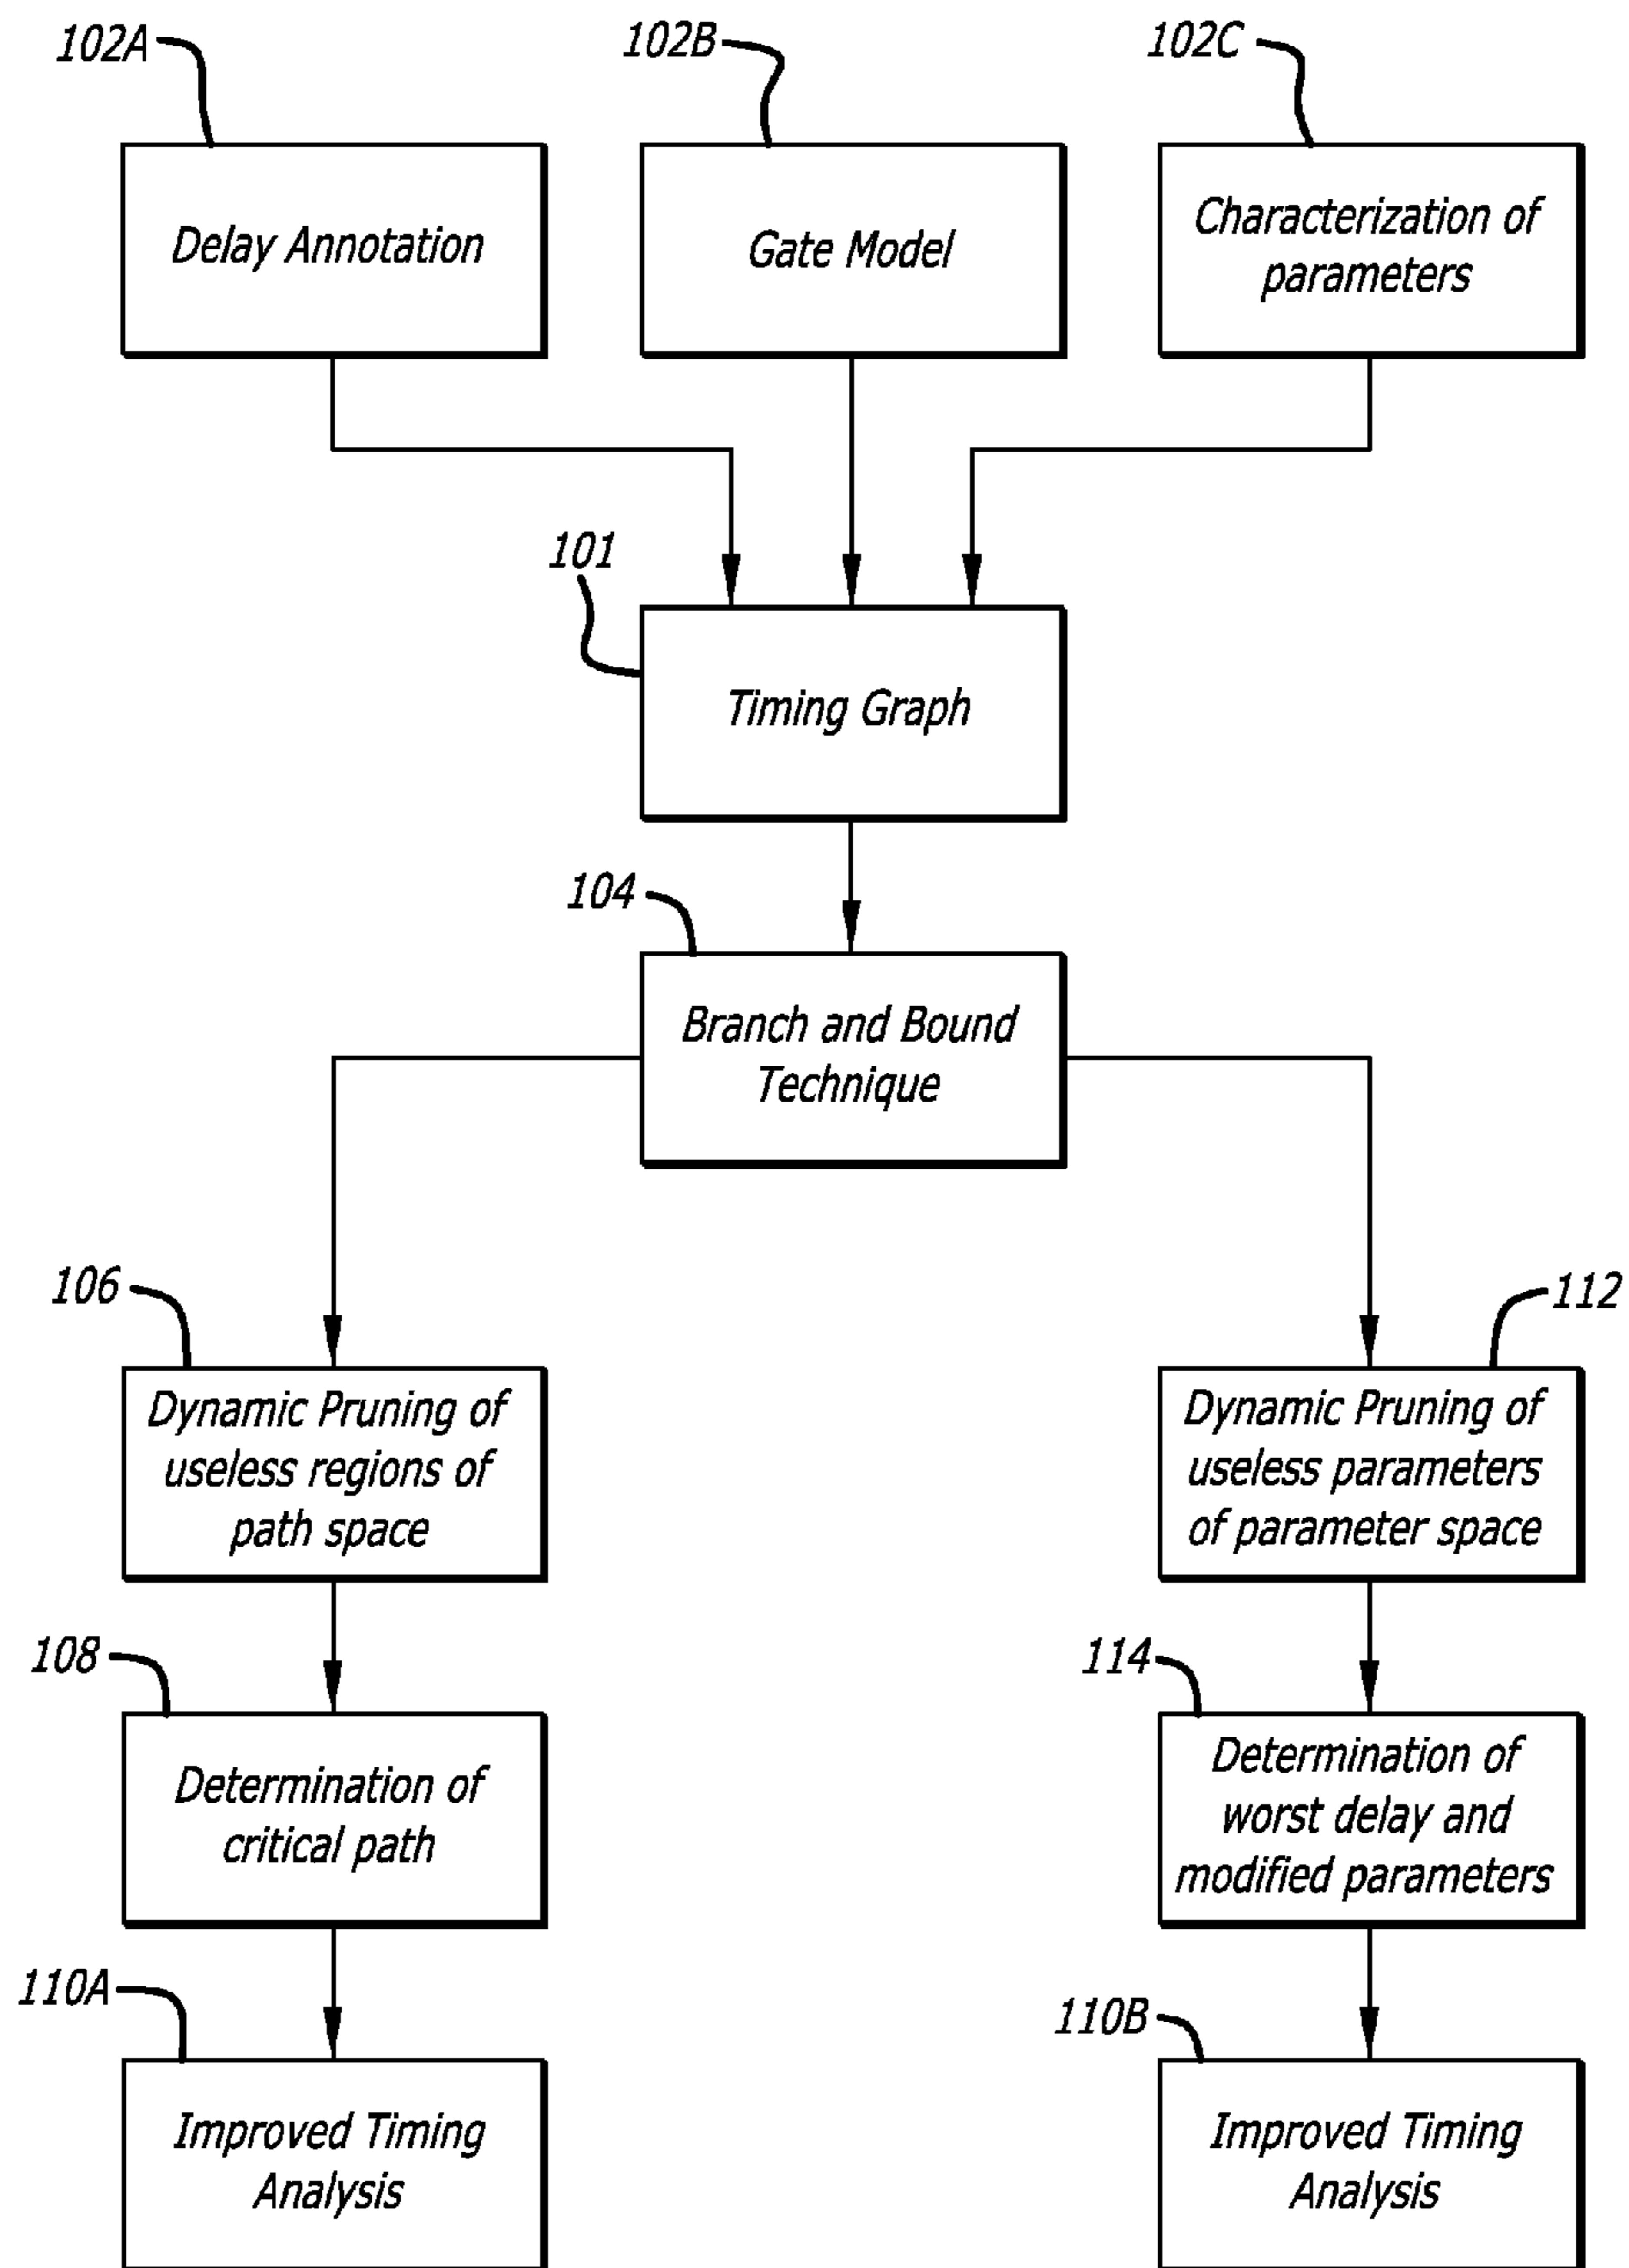 102A
102B
102C
Delay Annotation
Gate Model
Characterization of
parameters
101
Timing Graph
104
Branch and Bound
Technique
106
112
Dynamic Pruning of
useless regions of
path space
Dynamic Pruning of
useless parameters
of parameter space
108
114
Determination of
critical path
Determination of
worst delay and
modified parameters
110A
110B
Improved Timing
Analysis
Improved Timing
Analysis